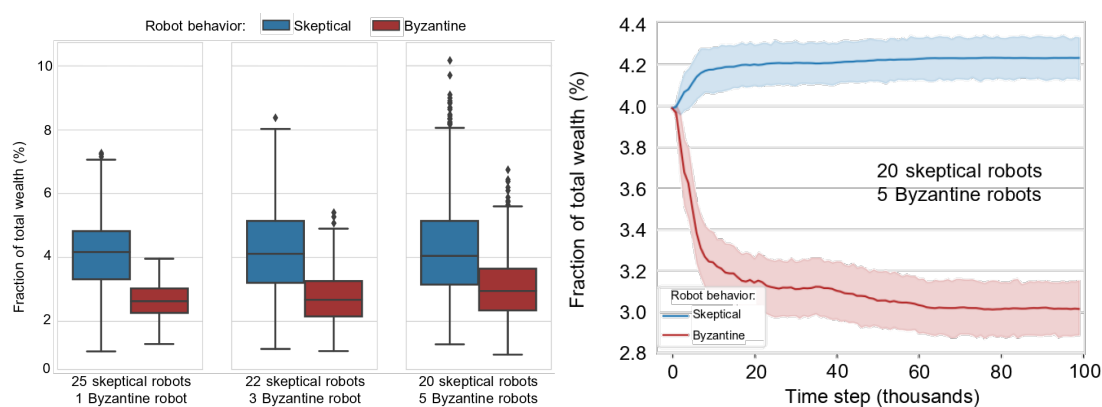 Robot behavior: Skeptical Byzantine
Fraction of total wealth (%)
10
8
6
4
2
0
25 skeptical robots
1 Byzantine robot
22 skeptical robots
3 Byzantine robot
20 skeptical robots
5 Byzantine robots
Fraction of total wealth (%)
4.4
4.2
4.0
3.8
3.6
3.4
3.2
3.0
2.8
20 skeptical robots
5 Byzantine robots
Robot behavior:
Skeptical
Byzantine
0 20 40 60 80 100
Time step (thousands)